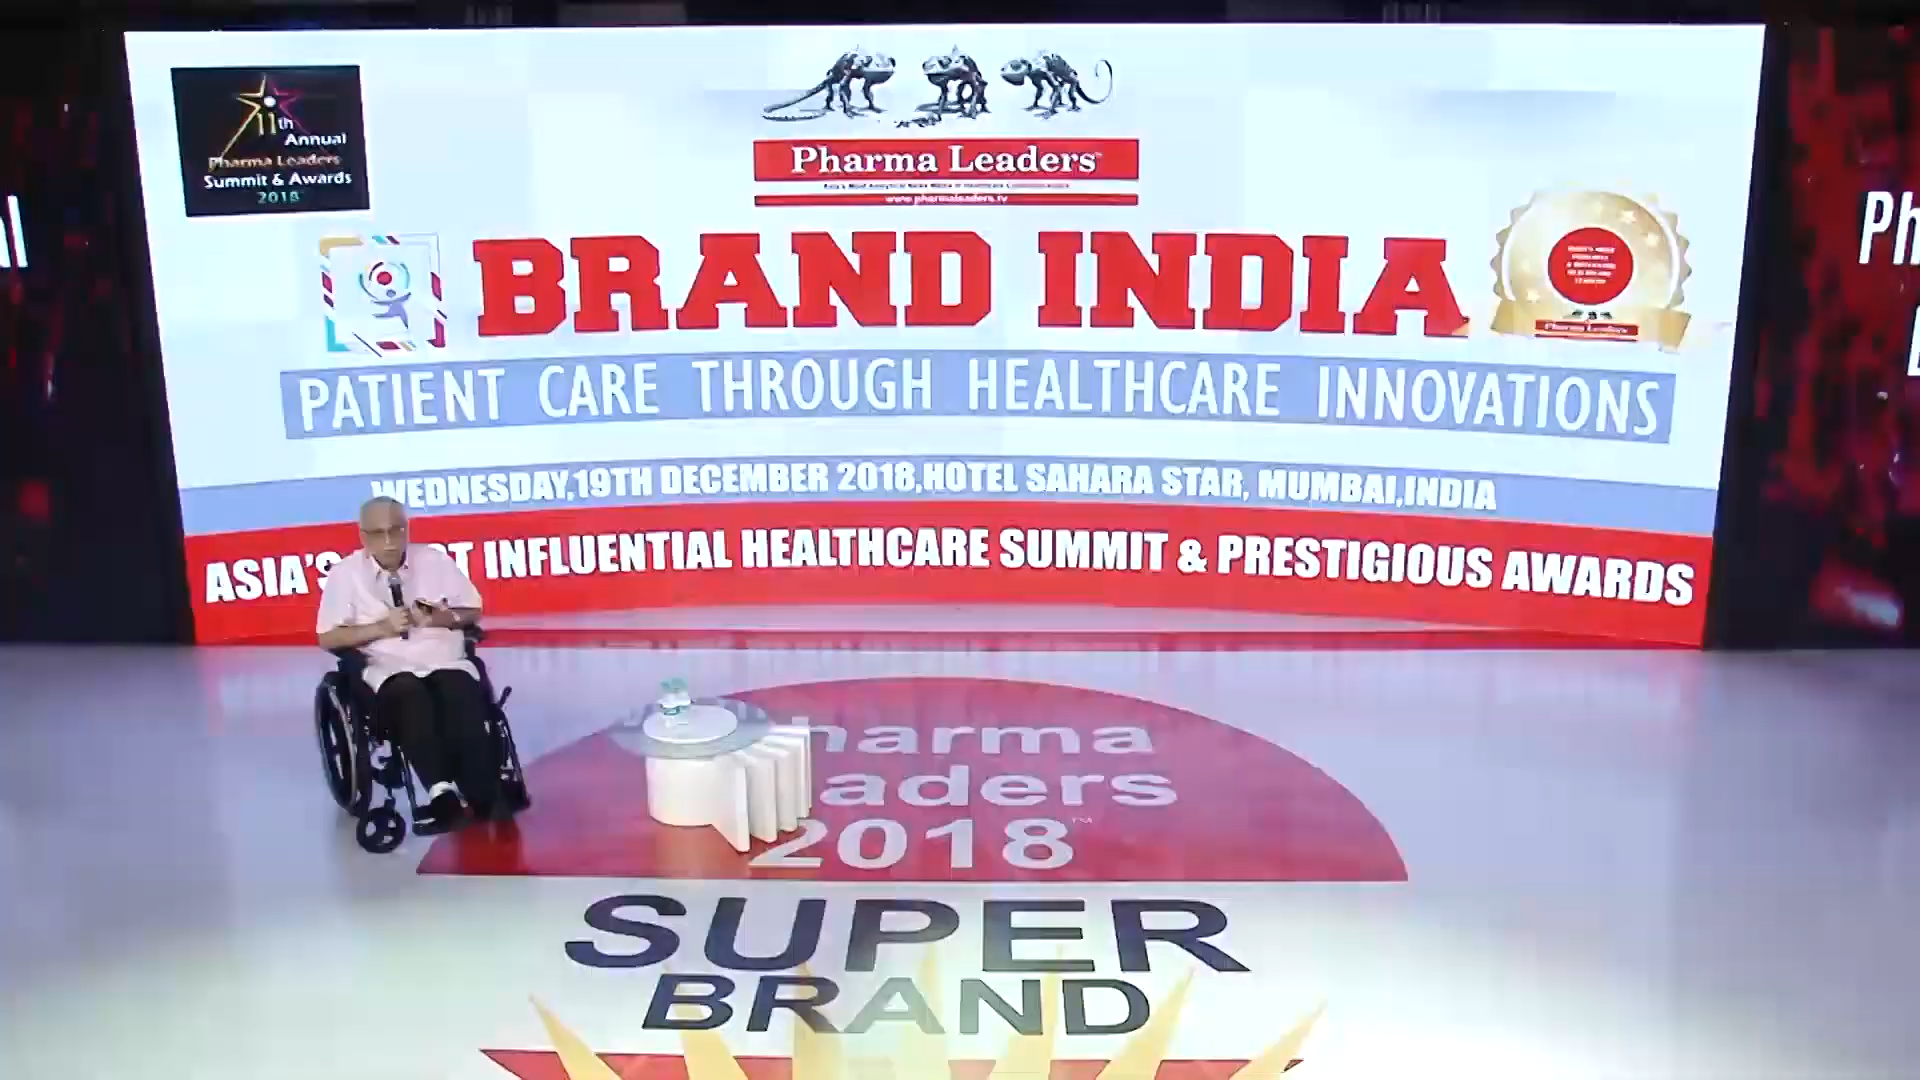 11th
Annual
Pharma Leaders
Summit & Awards
2018
Pharma Leaders
www.pharmaleaders.tv
BRAND INDIA
Pharma Leaders
PATIENT CARE THROUGH HEALTHCARE INNOVATIONS
WEDNESDAY,19TH DECEMBER 2018,HOTEL SAHARA STAR, MUMBAI,INDIA
ASIA'S INFLUENTIAL HEALTHCARE SUMMIT & PRESTIGIOUS AWARDS
harma
aders
2018
SUPER
BRAND
al
Ph